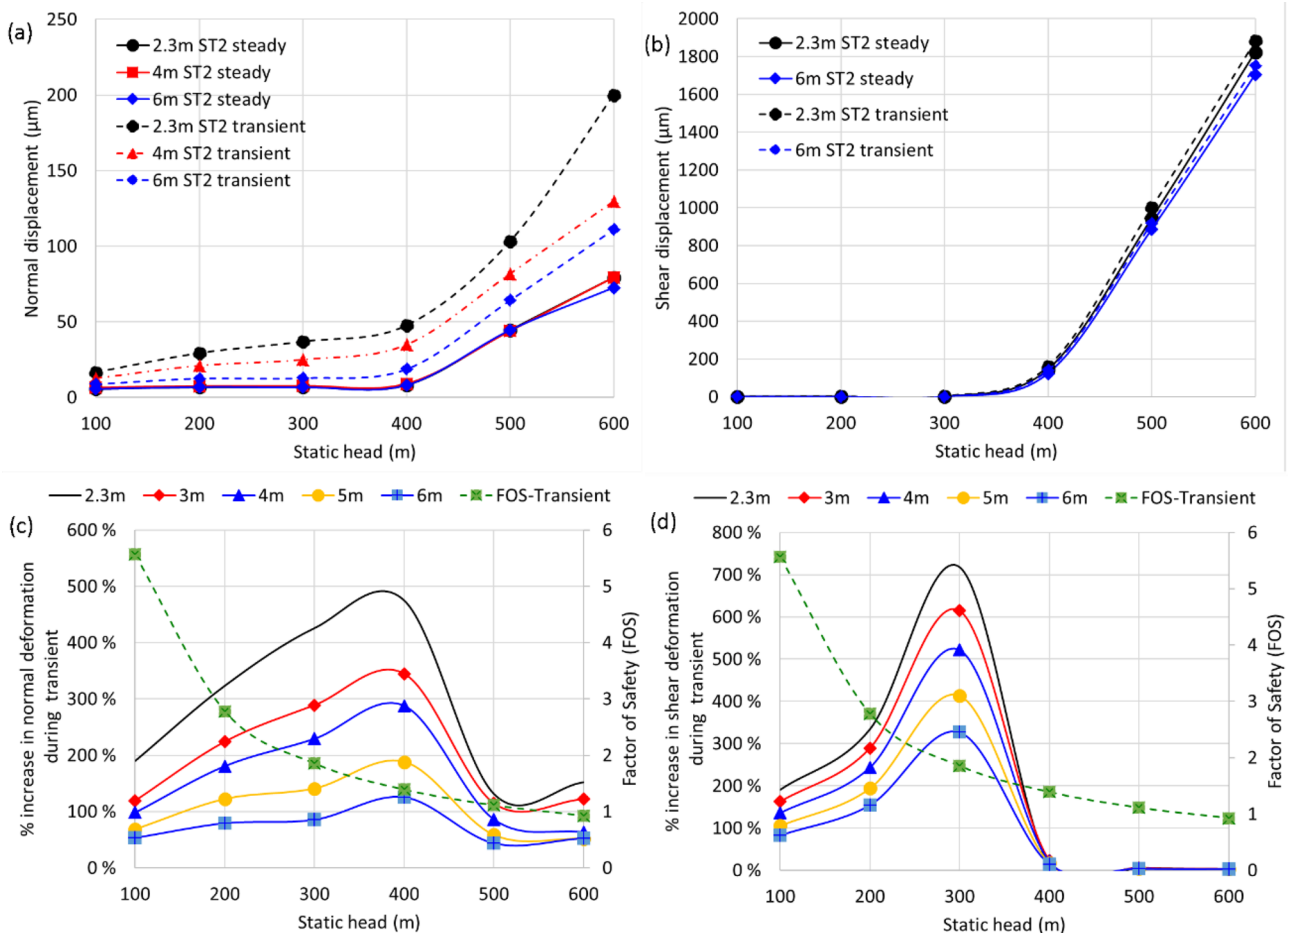 (a)
250
200
150
100
50
0
Normal displacement (µm)
2.3m ST2 steady
4m ST2 steady
6m ST2 steady
2.3m ST2 transient
4m ST2 transient
6m ST2 transient
100 200 300 400 500 600
Static head (m)
(b)
2000
1800
1600
1400
1200
1000
800
600
400
200
0
Shear displacement (µm)
2.3m ST2 steady
6m ST2 steady
2.3m ST2 transient
6m ST2 transient
100 200 300 400 500 600
Static head (m)
2.3m 3m 4m 5m 6m FOS-Transient
(c)
600 %
500 %
400 %
300 %
200 %
100 %
0 %
% increase in normal deformation
during transient
6
5
4
3
2
1
0
Factor of Safety (FOS)
100 200 300 400 500 600
Static head (m)
2.3m 3m 4m 5m 6m FOS-Transient
(d)
800 %
700 %
600 %
500 %
400 %
300 %
200 %
100 %
0 %
% increase in shear deformation
during transient
6
5
4
3
2
1
0
Factor of Safety (FOS)
100 200 300 400 500 600
Static head (m)